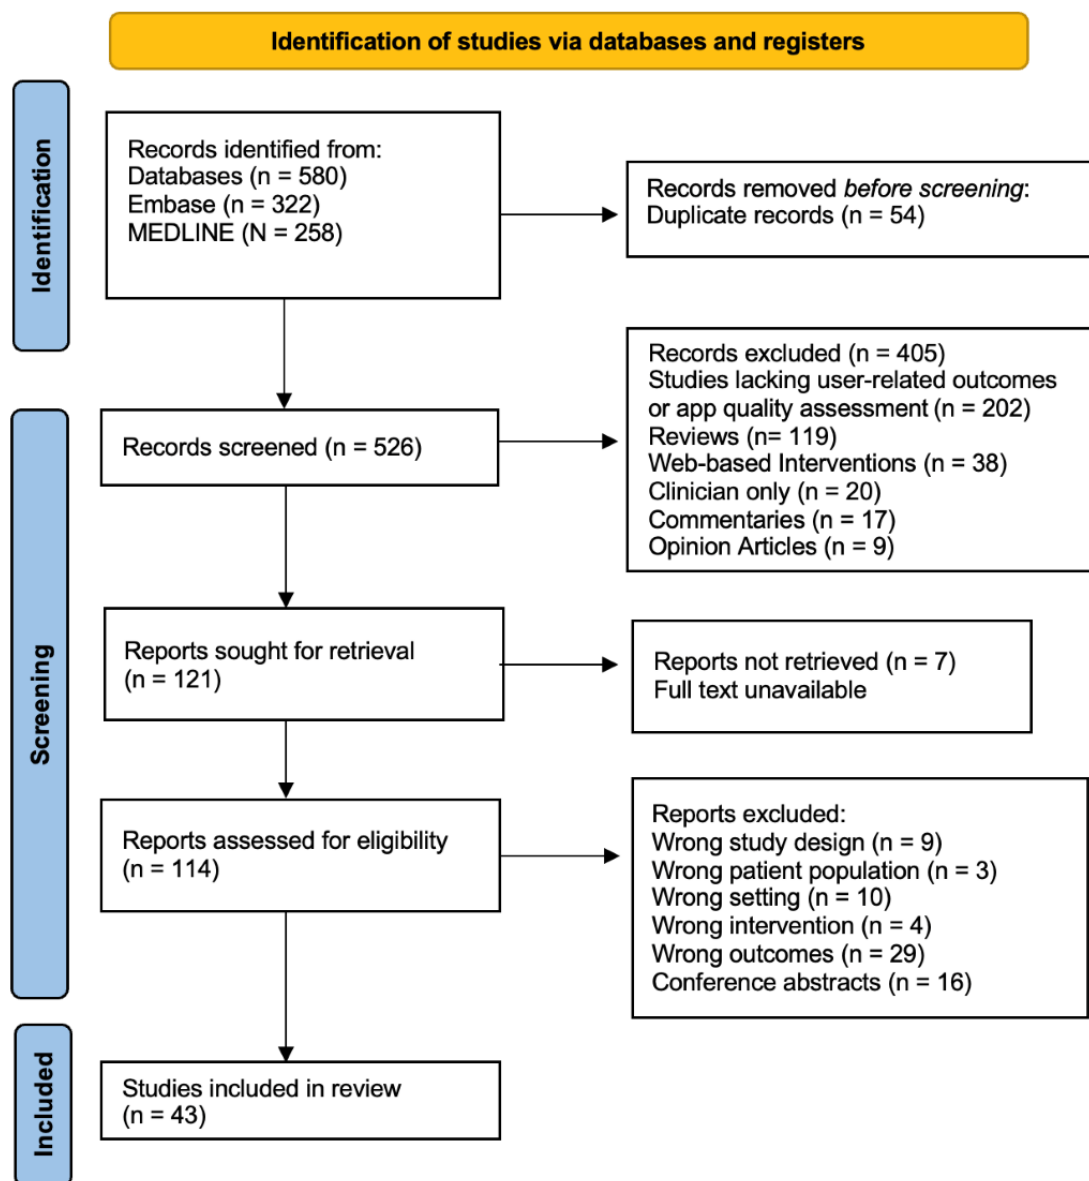 Identification of studies via databases and registers
Identification
Records identified from:
Databases (n = 580)
Embase (n = 322)
MEDLINE (N = 258)
Records removed before screening:
Duplicate records (n = 54)
Screening
Records screened (n = 526)
Records excluded (n = 405)
Studies lacking user-related outcomes
or app quality assessment (n = 202)
Reviews (n= 119)
Web-based Interventions (n = 38)
Clinician only (n = 20)
Commentaries (n = 17)
Opinion Articles (n = 9)
Reports sought for retrieval
(n = 121)
Reports not retrieved (n = 7)
Full text unavailable
Reports assessed for eligibility
(n = 114)
Reports excluded:
Wrong study design (n = 9)
Wrong patient population (n = 3)
Wrong setting (n = 10)
Wrong intervention (n = 4)
Wrong outcomes (n = 29)
Conference abstracts (n = 16)
Included
Studies included in review
(n = 43)